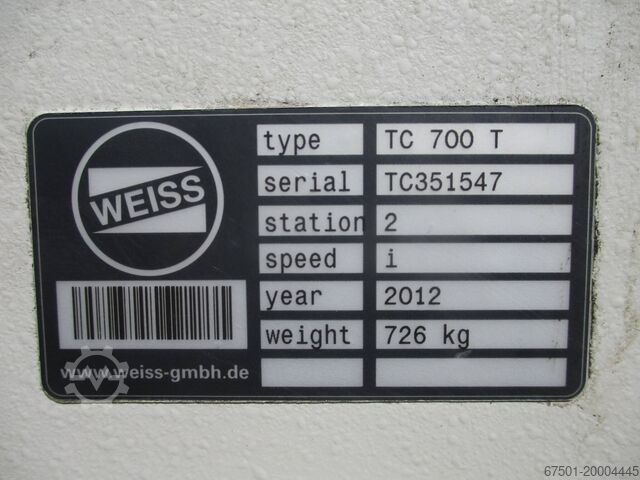 WEISS
type TC 700 T
serial TC351547
station 2
speed i
year 2012
weight 726 kg
www.weiss-gmbh.de
67501-20004445